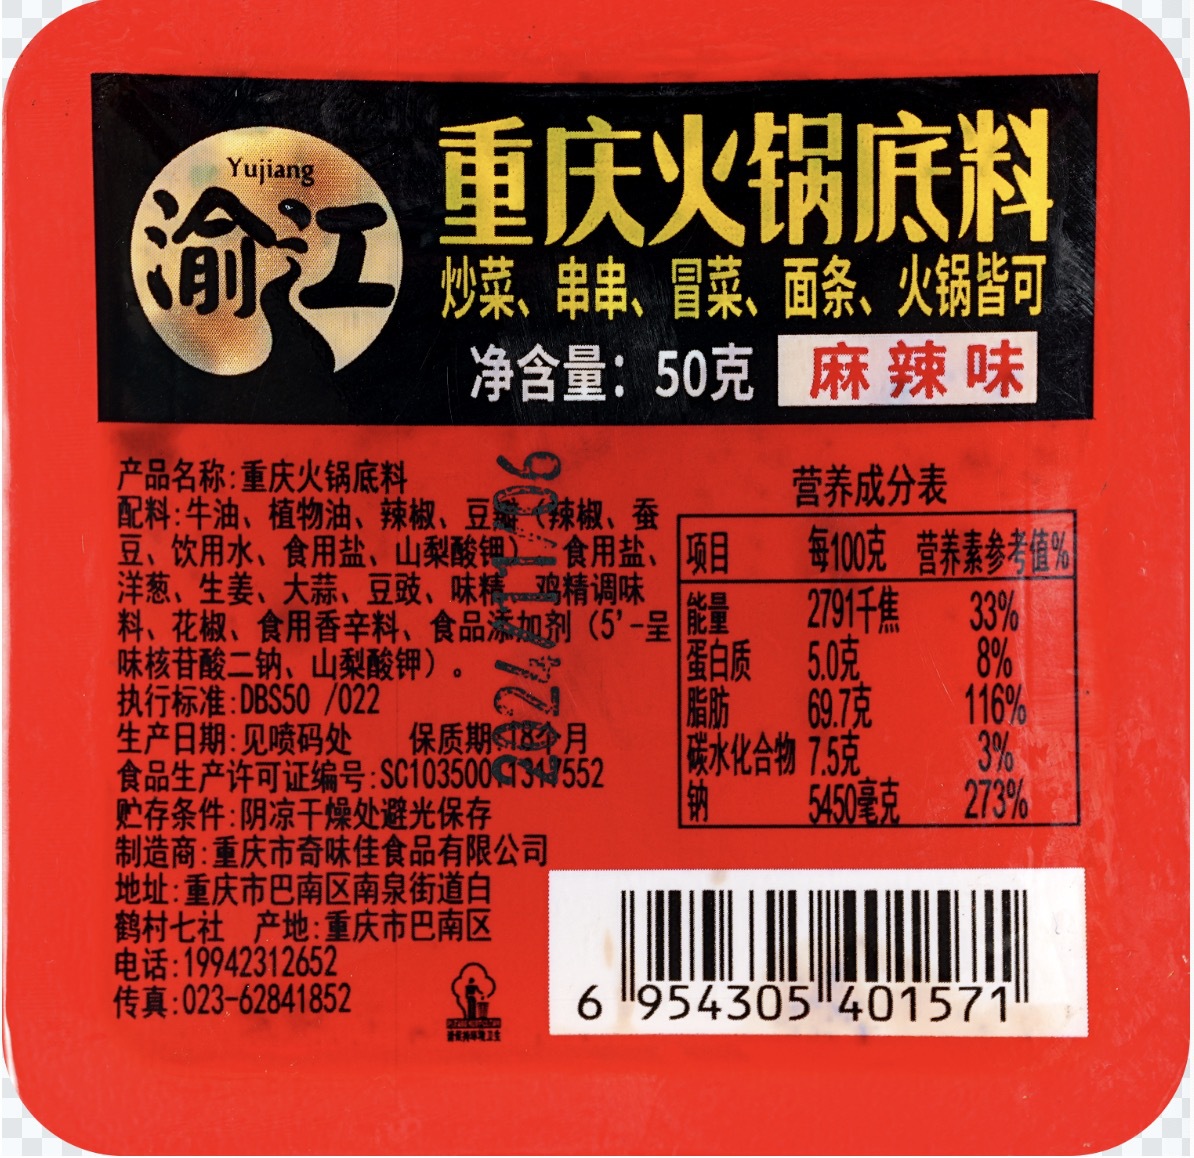 Yujiang
渝江
重庆火锅底料
炒菜、串串、冒菜、面条、火锅皆可
净含量：50克 麻辣味
产品名称:重庆火锅底料
配料:牛油、植物油、辣椒、豆瓣（辣椒、蚕
豆、饮用水、食用盐、山梨酸钾）、食用盐、
洋葱、生姜、大蒜、豆豉、味精、鸡精调味
料、花椒、食用香辛料、食品添加剂（5'-呈
味核苷酸二钠、山梨酸钾）。
执行标准:DBS50 /022
生产日期:见喷码处 保质期:18个月
食品生产许可证编号:
贮存条件:阴凉干燥处避光保存
制造商:重庆市奇味佳食品有限公司
地址:重庆市巴南区南泉街道白
鹤村七社 产地:重庆市巴南区
电话:19942312652
传真:023-62841852
营养成分表
项目 每100克 营养素参考值%
能量 2791千焦 33%
蛋白质 5.0克 8%
脂肪 69.7克 116%
碳水化合物 7.5克 3%
钠 5450毫克 273%
6 954305 401571